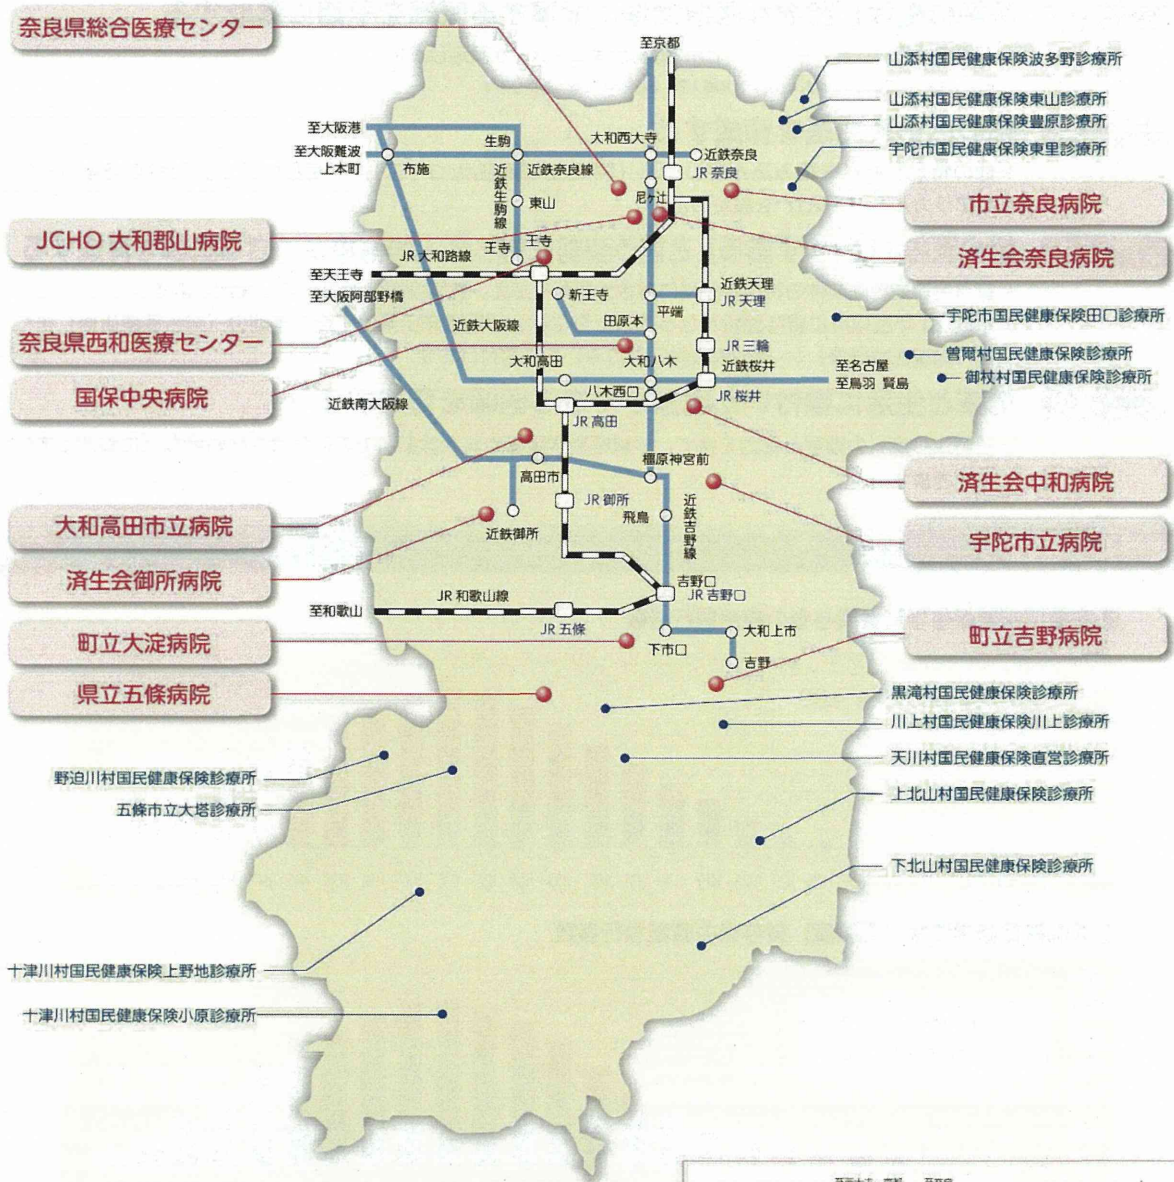 奈良県総合医療センター
至京都
山添村国民健康保険波多野診療所
山添村国民健康保険東山診療所
山添村国民健康保険豊原診療所
宇陀市国民健康保険東里診療所
至大阪港
至大阪難波
上本町
布施
生駒
近鉄奈良線
大和西大寺
近鉄奈良
JR 奈良
近鉄生駒線
東山
尼ヶ辻
市立奈良病院
JCHO 大和郡山病院
済生会奈良病院
JR 大和路線
王寺
王寺
至天王寺
至大阪阿部野橋
新王寺
近鉄天理
JR 天理
平端
近鉄大阪線
田原本
宇陀市国民健康保険田口診療所
奈良県西和医療センター
JR 三輪
曽爾村国民健康保険診療所
大和高田
大和八木
近鉄桜井
至名古屋
至鳥羽 賢島
御杖村国民健康保険診療所
国保中央病院
八木西口
JR 桜井
近鉄南大阪線
JR 高田
橿原神宮前
済生会中和病院
高田市
JR 御所
飛鳥
近鉄吉野線
大和高田市立病院
近鉄御所
宇陀市立病院
済生会御所病院
吉野口
JR 吉野口
JR 和歌山線
至和歌山
JR 五條
町立大淀病院
下市口
大和上市
吉野
町立吉野病院
県立五條病院
黒滝村国民健康保険診療所
川上村国民健康保険川上診療所
天川村国民健康保険直営診療所
野迫川村国民健康保険診療所
五條市立大塔診療所
上北山村国民健康保険診療所
下北山村国民健康保険診療所
十津川村国民健康保険上野地診療所
十津川村国民健康保険小原診療所